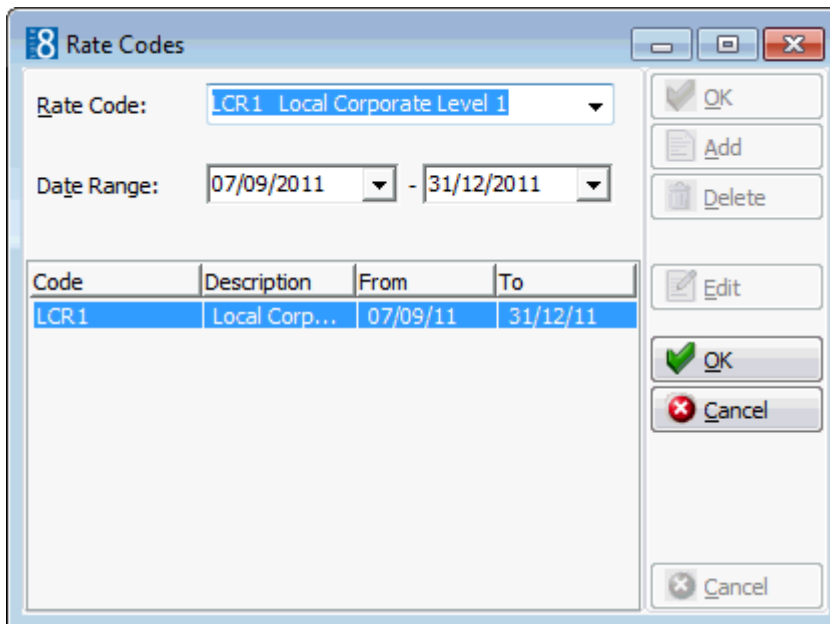 8 Rate Codes
Rate Code: LCR1 Local Corporate Level 1
Date Range: 07/09/2011 - 31/12/2011
OK
Add
Delete
Code Description From To
LCR1 Local Corp... 07/09/11 31/12/11
Edit
OK
Cancel
Cancel